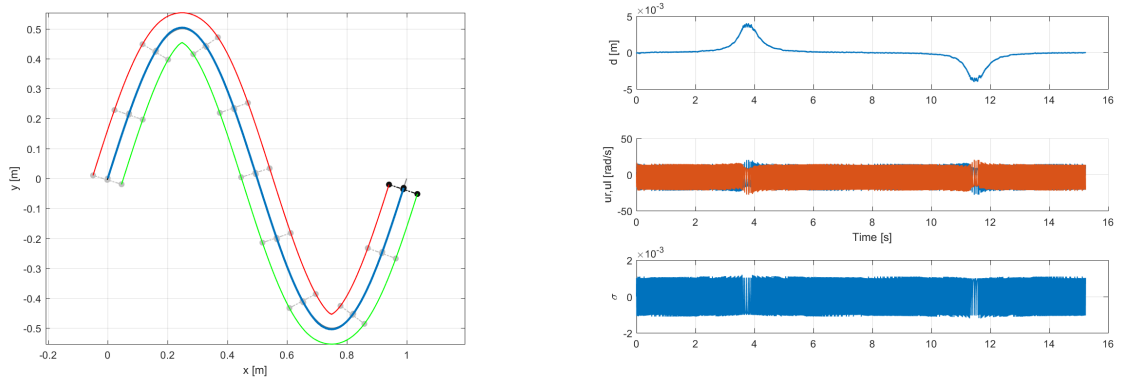 0.5
0.4
0.3
0.2
0.1
0
-0.1
-0.2
-0.3
-0.4
-0.5
y [m]
-0.2 0 0.2 0.4 0.6 0.8 1
x [m]
×10⁻³
5
0
-5
d [m]
0 2 4 6 8 10 12 14 16
50
0
-50
ur,ul [rad/s]
0 2 4 6 8 10 12 14 16
Time [s]
×10⁻³
2
0
-2
σ
0 2 4 6 8 10 12 14 16